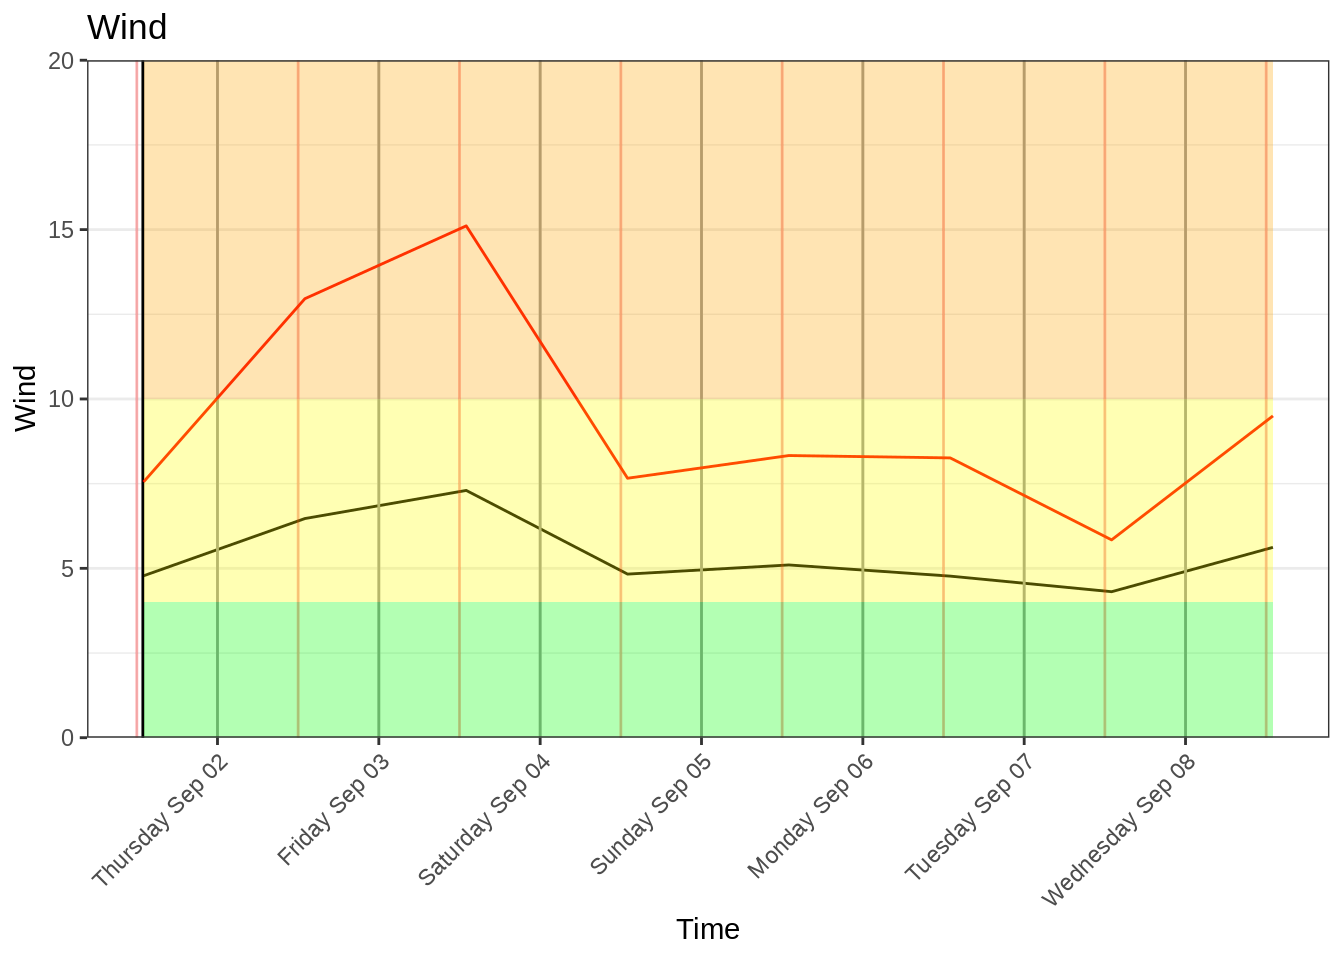 Wind
20
15
10
5
0
Wind
Thursday Sep 02
Friday Sep 03
Saturday Sep 04
Sunday Sep 05
Monday Sep 06
Tuesday Sep 07
Wednesday Sep 08
Time